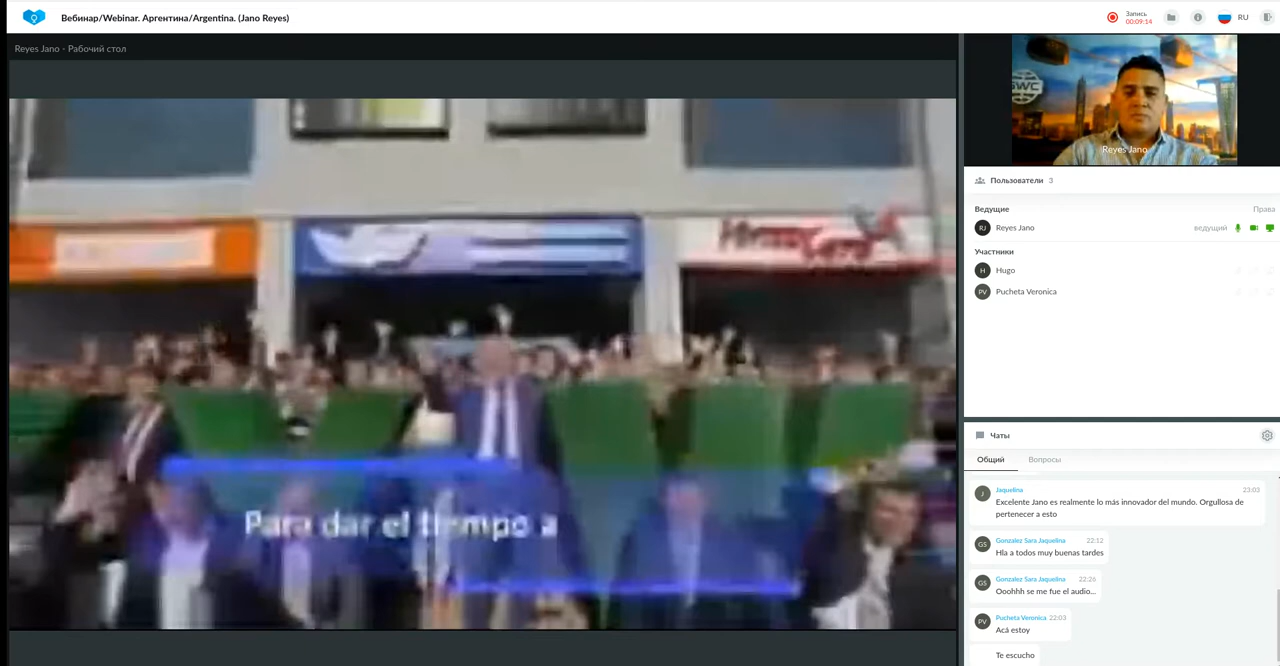 Вебинар/Webinar. Аргентина/Argentina. (Jano Reyes)
Запись
00:09:14
RU
Reyes Jano - Рабочий стол
Para dar el tiempo a
GWC
Reyes Jano
Пользователи 3
Ведущие Права
RJ Reyes Jano ведущий
Участники
H Hugo
PV Pucheta Veronica
Чаты
Общий Вопросы
J Jaquelina 23:03
Excelente Jano es realmente lo más innovador del mundo. Orgullosa de
pertenecer a esto
GS Gonzalez Sara Jaquelina 22:12
Hla a todos muy buenas tardes
GS Gonzalez Sara Jaquelina 22:26
Ooohhh se me fue el audio...
PV Pucheta Veronica 22:03
Acá estoy
Te escucho